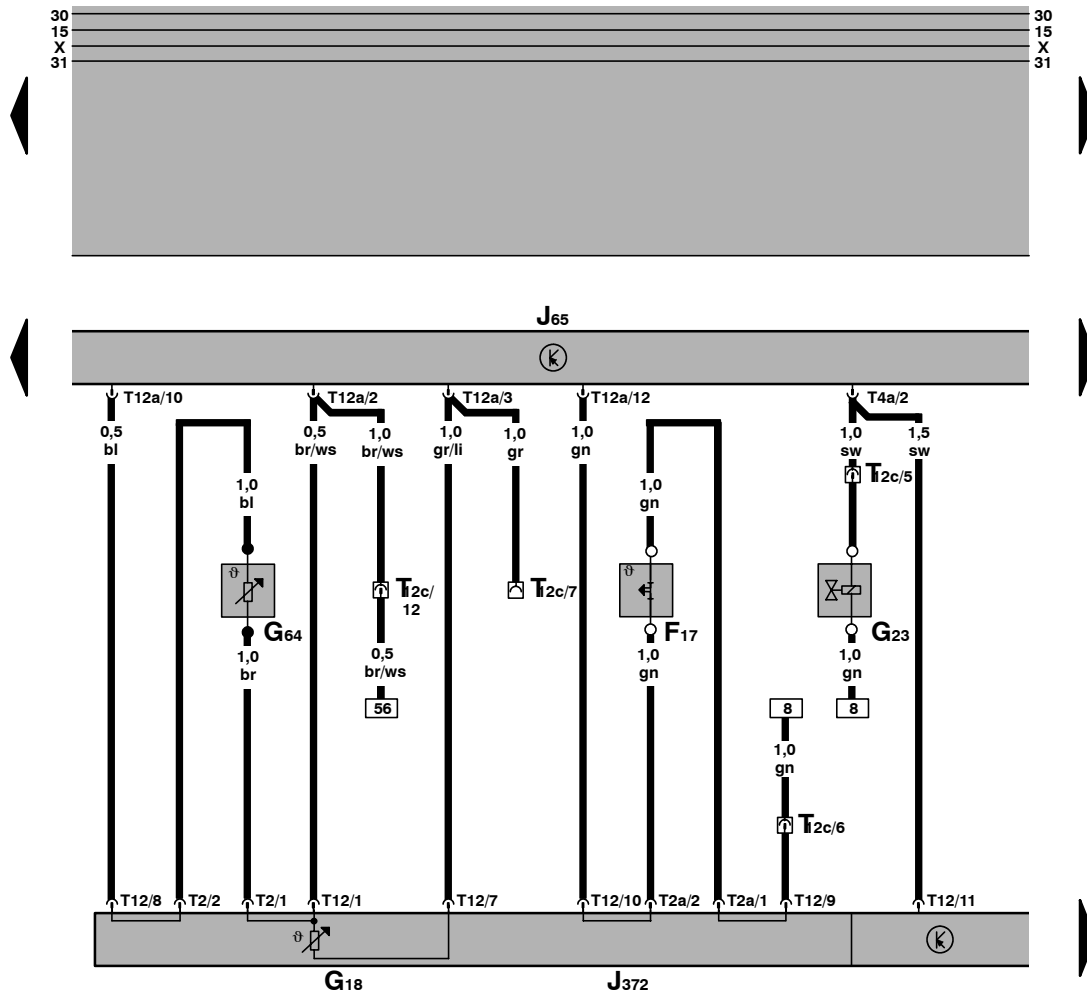 30 30
15 15
X X
31 31
J65
T12a/10 T12a/2 T12a/3 T12a/12 T4a/2
0,5 0,5 1,0 1,0 1,0 1,0 1,0 1,5
bl br/ws br/ws gr/li gr gn sw sw
T12c/5
1,0 1,0
bl gn
ϑ ϑ
T12c/ T12c/7
12
G64 F17 G23
1,0 0,5 1,0 1,0
br br/ws gn gn
56 8 8
1,0
gn
T12c/6
T12/8 T2/2 T2/1 T12/1 T12/7 T12/10 T2a/2 T2a/1 T12/9 T12/11
ϑ
G18 J372